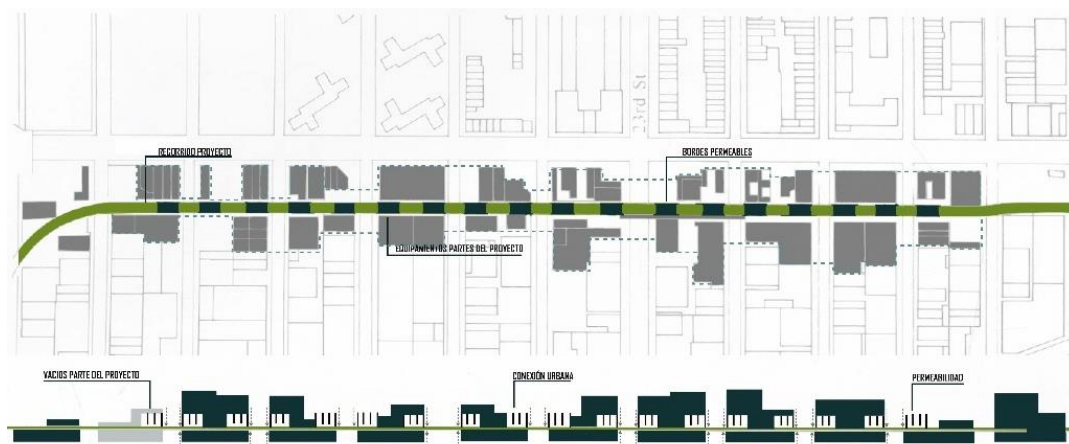 23rd St
RECORRIDO PROYECTO
BORDES PERMEABLES
EQUIPAMIENTOS PARTES DEL PROYECTO
VACIOS PARTE DEL PROYECTO
CONEXIÓN URBANA
PERMEABILIDAD